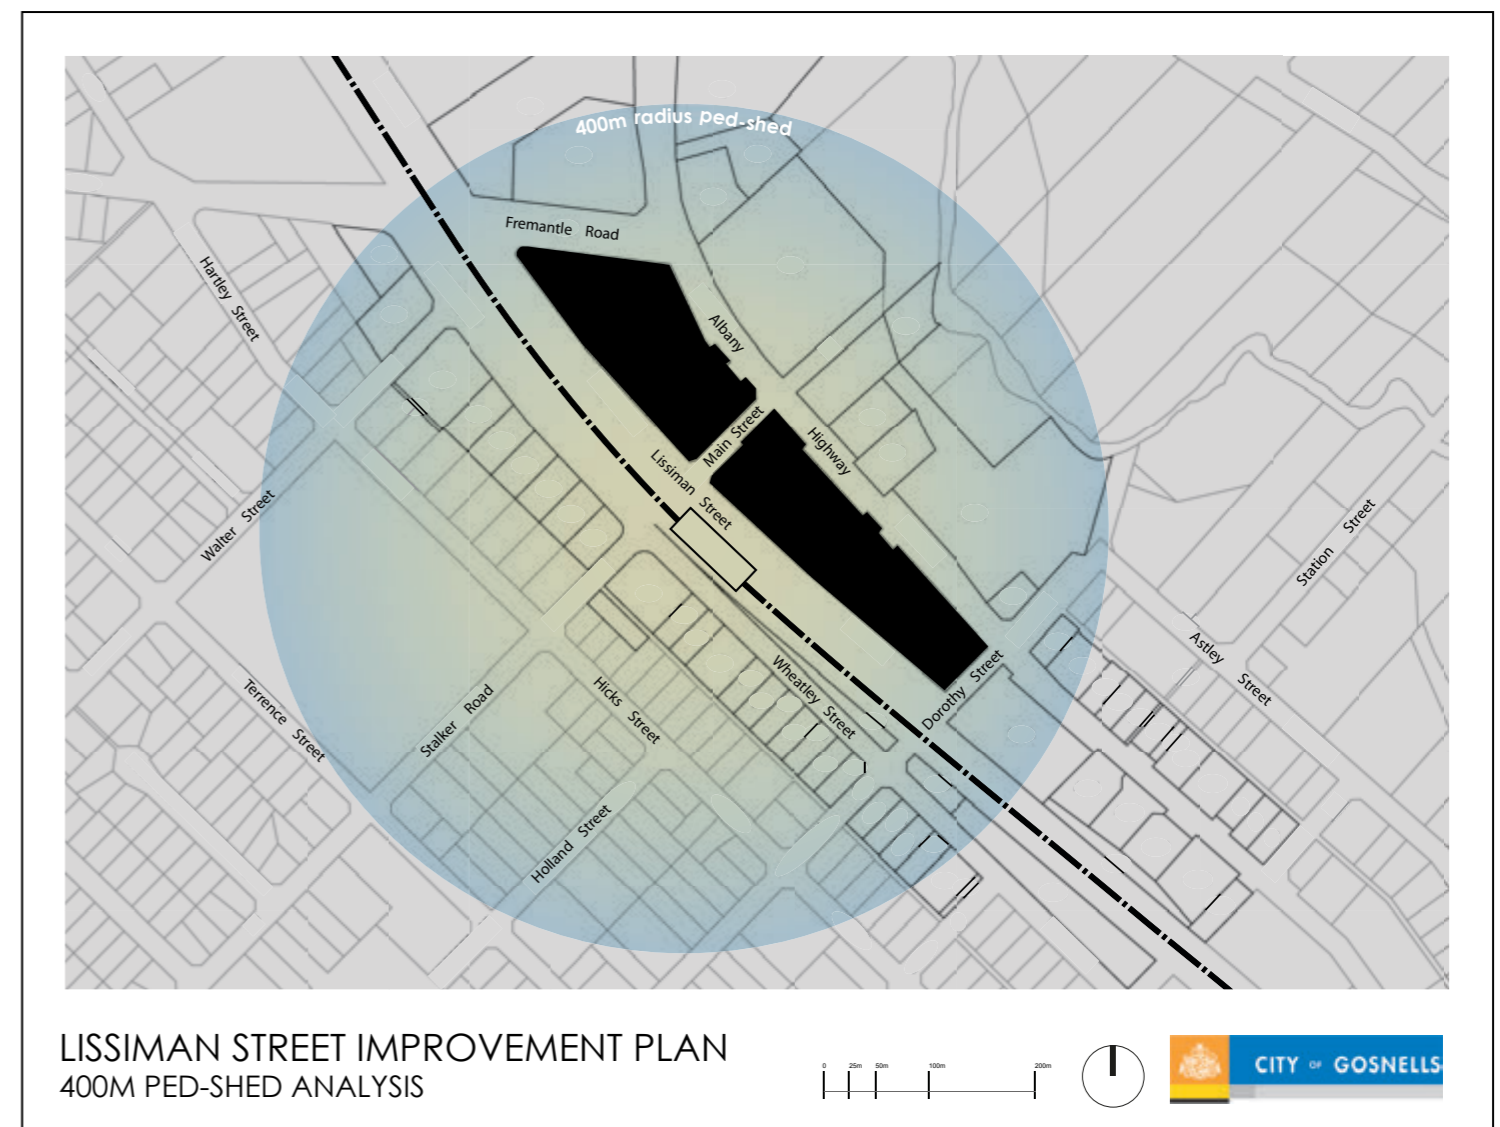 400m radius ped-shed
Fremantle Road
Hartley Street
Albany
Main Street
Highway
Lissiman Street
Walter Street
Station Street
Astley Street
Dorothy Street
Wheatley Street
Hicks Street
Terrence Street
Stalker Road
Holland Street
LISSIMAN STREET IMPROVEMENT PLAN
400M PED-SHED ANALYSIS
0 25m 50m 100m 200m
CITY OF GOSNELLS